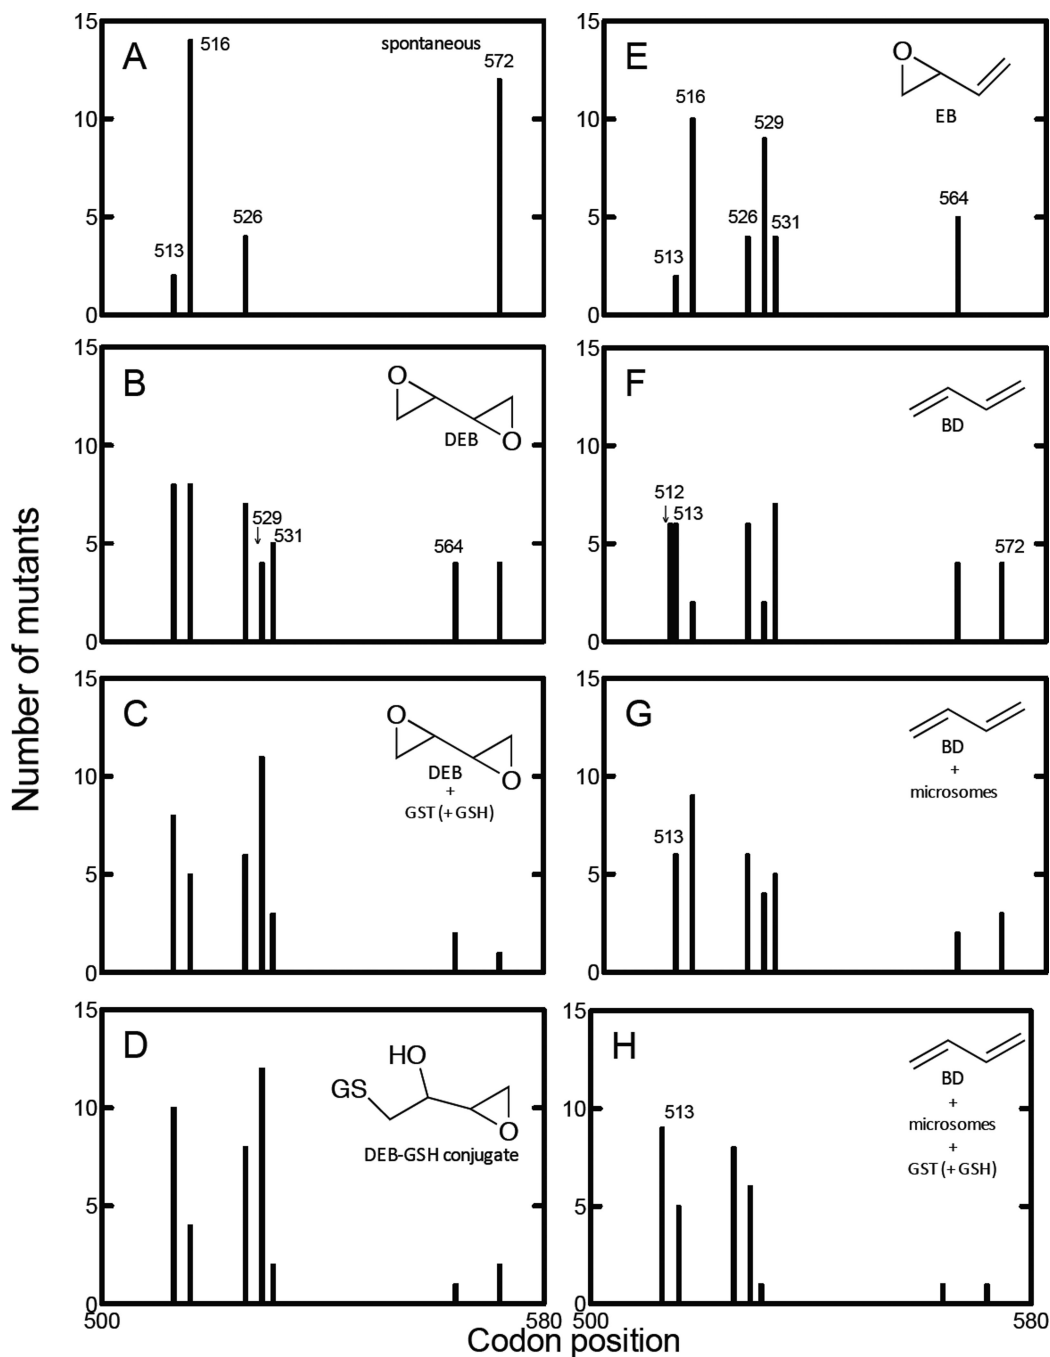 Number of mutants
15
10
5
0
A
spontaneous
513
516
526
572
15
10
5
0
B
O
O
DEB
529
531
564
15
10
5
0
C
O
O
DEB
+
GST (+ GSH)
15
10
5
0
D
HO
GS
O
DEB-GSH conjugate
500
580
15
10
5
0
E
O
EB
513
516
526
529
531
564
15
10
5
0
F
BD
512
513
572
15
10
5
0
G
BD
+
microsomes
513
15
10
5
0
H
BD
+
microsomes
+
GST (+ GSH)
513
500
580
Codon position